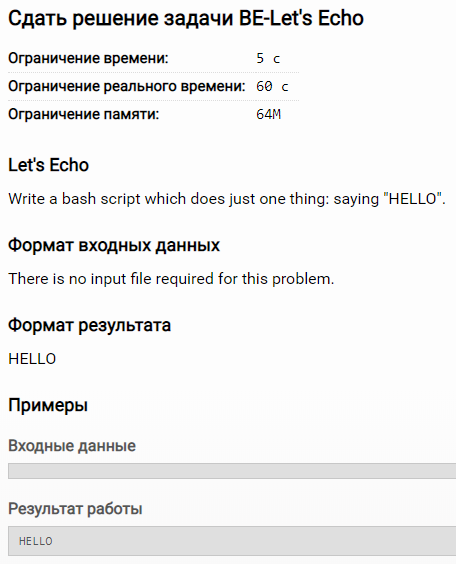 Сдать решение задачи BE-Let's Echo
Ограничение времени: 5 с
Ограничение реального времени: 60 с
Ограничение памяти: 64M
Let's Echo
Write a bash script which does just one thing: saying "HELLO".
Формат входных данных
There is no input file required for this problem.
Формат результата
HELLO
Примеры
Входные данные
Результат работы
HELLO